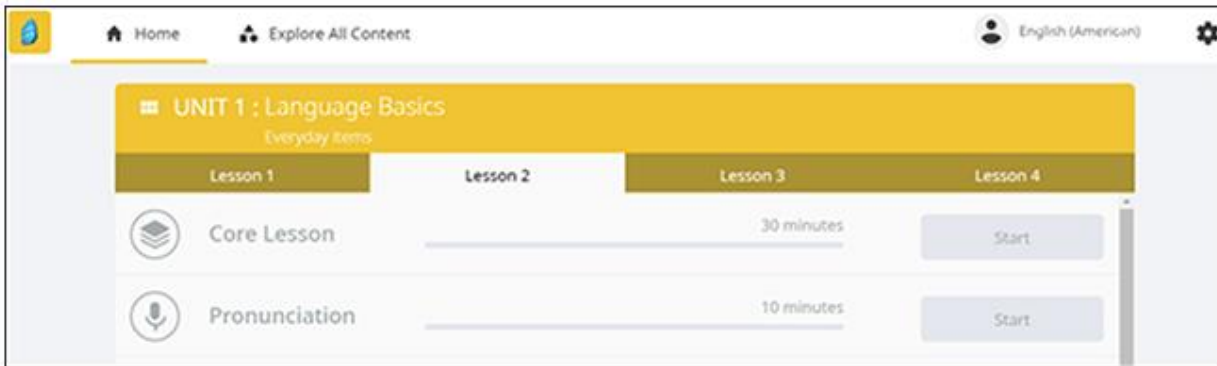 Home Explore All Content English (American)
UNIT 1 : Language Basics
Everyday Items
Lesson 1 Lesson 2 Lesson 3 Lesson 4
Core Lesson 30 minutes Start
Pronunciation 10 minutes Start